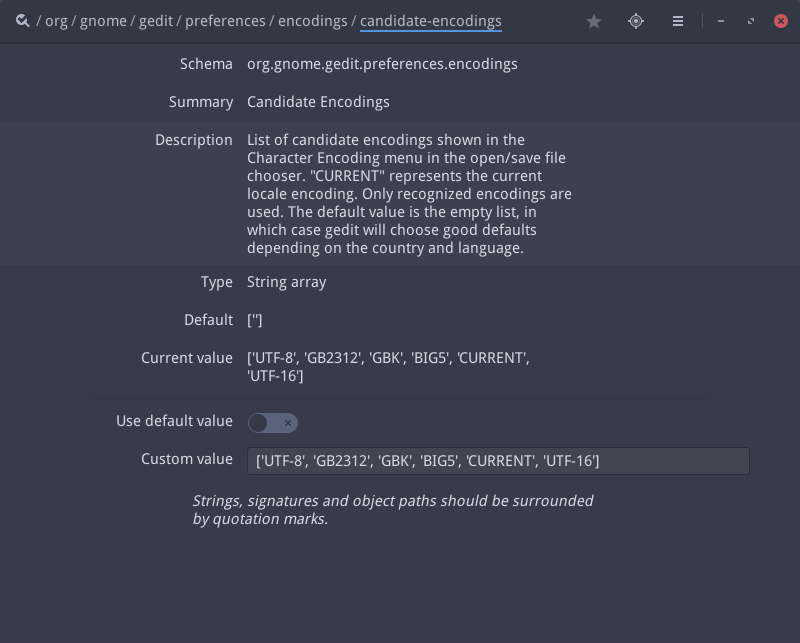 / org / gnome / gedit / preferences / encodings / candidate-encodings
Schema org.gnome.gedit.preferences.encodings
Summary Candidate Encodings
Description List of candidate encodings shown in the
Character Encoding menu in the open/save file
chooser. "CURRENT" represents the current
locale encoding. Only recognized encodings are
used. The default value is the empty list, in
which case gedit will choose good defaults
depending on the country and language.
Type String array
Default ['']
Current value ['UTF-8', 'GB2312', 'GBK', 'BIG5', 'CURRENT',
'UTF-16']
Use default value
Custom value ['UTF-8', 'GB2312', 'GBK', 'BIG5', 'CURRENT', 'UTF-16']
Strings, signatures and object paths should be surrounded
by quotation marks.